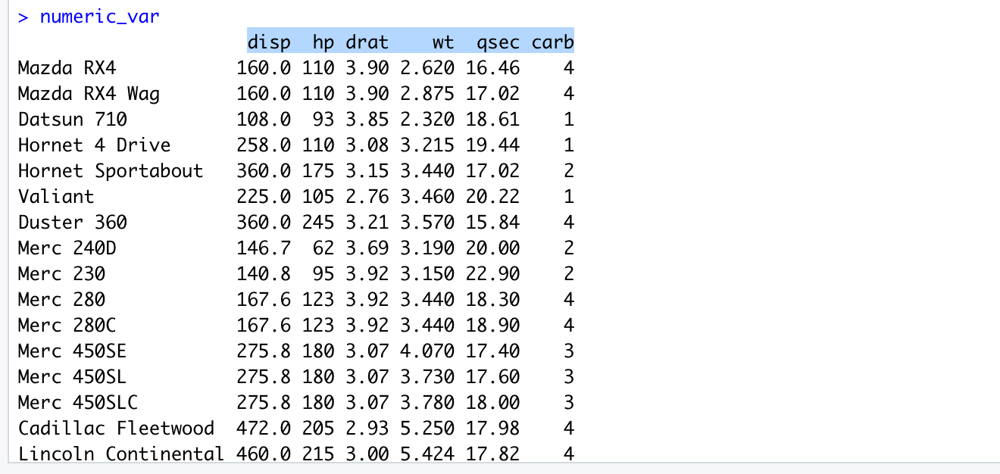 > numeric_var
disp hp drat wt qsec carb
Mazda RX4 160.0 110 3.90 2.620 16.46 4
Mazda RX4 Wag 160.0 110 3.90 2.875 17.02 4
Datsun 710 108.0 93 3.85 2.320 18.61 1
Hornet 4 Drive 258.0 110 3.08 3.215 19.44 1
Hornet Sportabout 360.0 175 3.15 3.440 17.02 2
Valiant 225.0 105 2.76 3.460 20.22 1
Duster 360 360.0 245 3.21 3.570 15.84 4
Merc 240D 146.7 62 3.69 3.190 20.00 2
Merc 230 140.8 95 3.92 3.150 22.90 2
Merc 280 167.6 123 3.92 3.440 18.30 4
Merc 280C 167.6 123 3.92 3.440 18.90 4
Merc 450SE 275.8 180 3.07 4.070 17.40 3
Merc 450SL 275.8 180 3.07 3.730 17.60 3
Merc 450SLC 275.8 180 3.07 3.780 18.00 3
Cadillac Fleetwood 472.0 205 2.93 5.250 17.98 4
Lincoln Continental 460.0 215 3.00 5.424 17.82 4